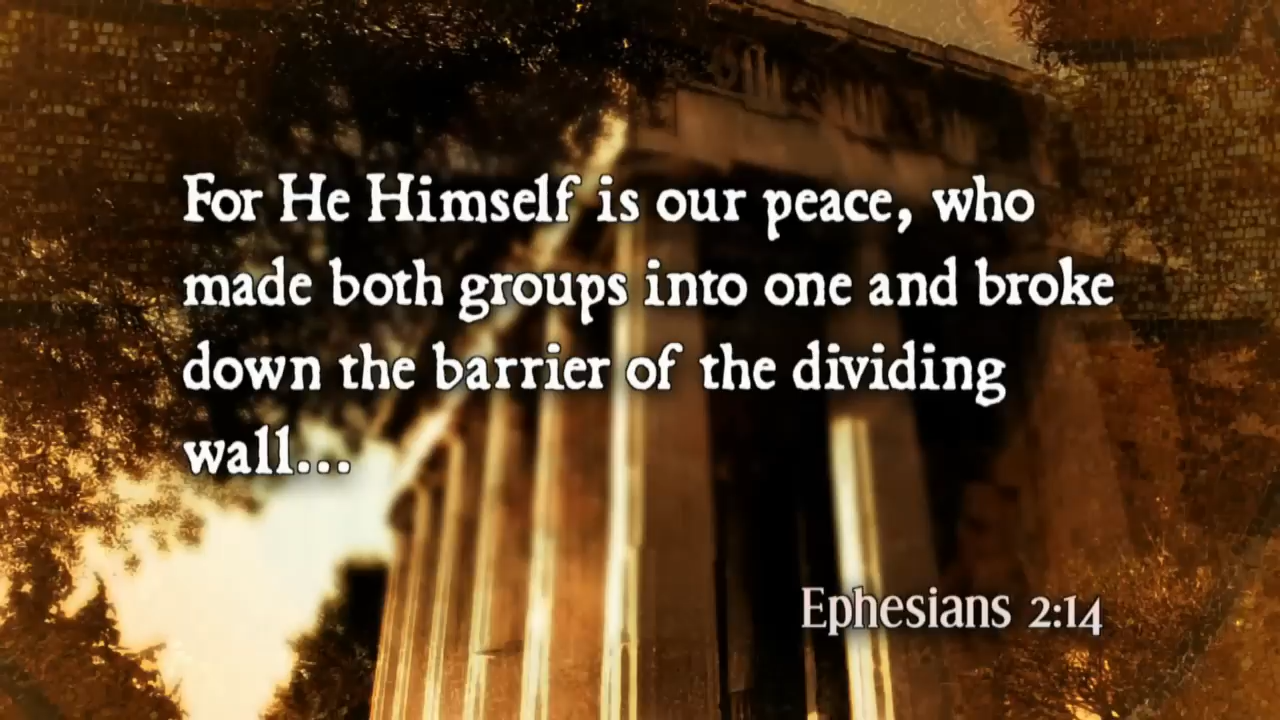 For He Himself is our peace, who
made both groups into one and broke
down the barrier of the dividing
wall...
Ephesians 2:14